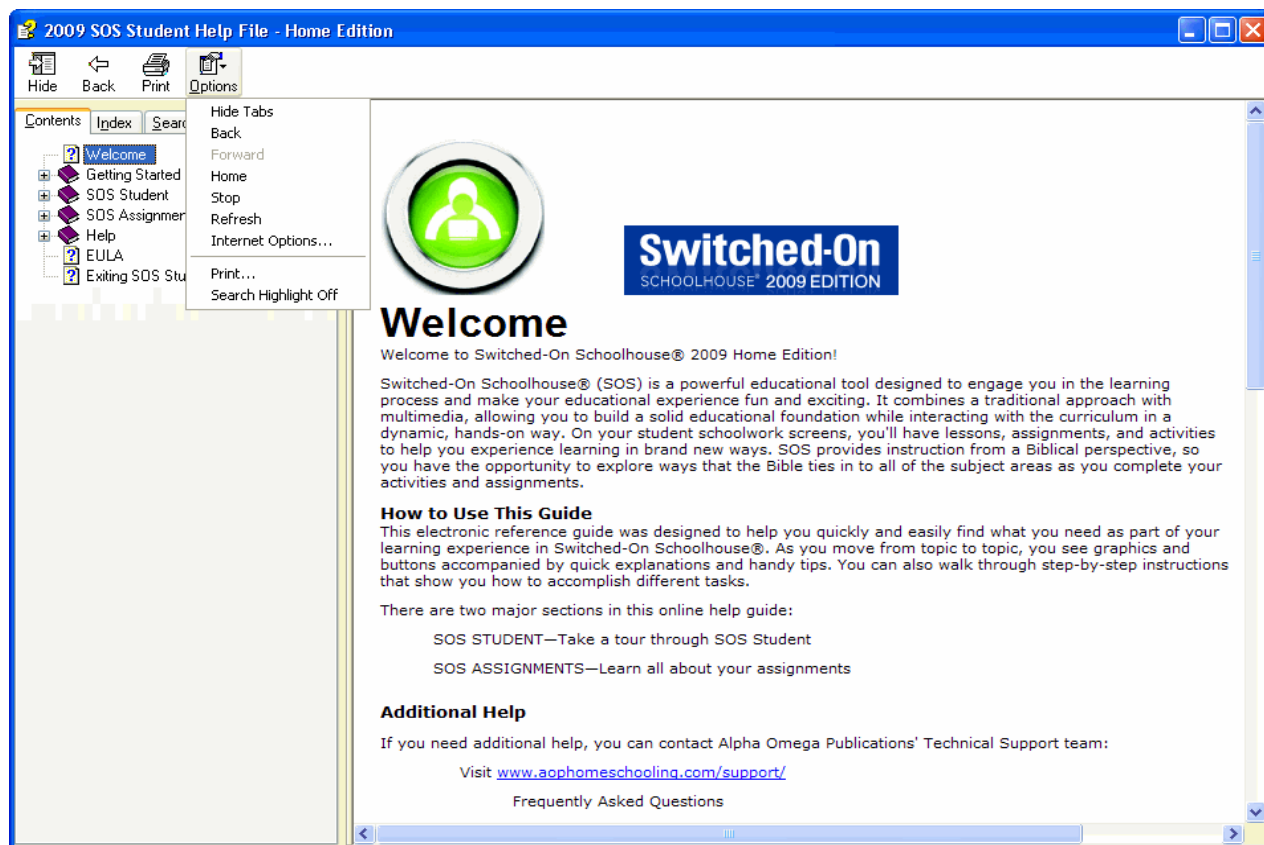 2009 SOS Student Help File - Home Edition
Hide Back Print Options
Contents Index Sear
Welcome
Getting Started
SOS Student
SOS Assignmer
Help
EULA
Exiting SOS Stu
Hide Tabs
Back
Forward
Home
Stop
Refresh
Internet Options...
Print...
Search Highlight Off
Switched-On
SCHOOLHOUSE® 2009 EDITION
Welcome
Welcome to Switched-On Schoolhouse® 2009 Home Edition!
Switched-On Schoolhouse® (SOS) is a powerful educational tool designed to engage you in the learning
process and make your educational experience fun and exciting. It combines a traditional approach with
multimedia, allowing you to build a solid educational foundation while interacting with the curriculum in a
dynamic, hands-on way. On your student schoolwork screens, you'll have lessons, assignments, and activities
to help you experience learning in brand new ways. SOS provides instruction from a Biblical perspective, so
you have the opportunity to explore ways that the Bible ties in to all of the subject areas as you complete your
activities and assignments.
How to Use This Guide
This electronic reference guide was designed to help you quickly and easily find what you need as part of your
learning experience in Switched-On Schoolhouse®. As you move from topic to topic, you see graphics and
buttons accompanied by quick explanations and handy tips. You can also walk through step-by-step instructions
that show you how to accomplish different tasks.
There are two major sections in this online help guide:
SOS STUDENT—Take a tour through SOS Student
SOS ASSIGNMENTS—Learn all about your assignments
Additional Help
If you need additional help, you can contact Alpha Omega Publications' Technical Support team:
Visit www.aophomeschooling.com/support/
Frequently Asked Questions